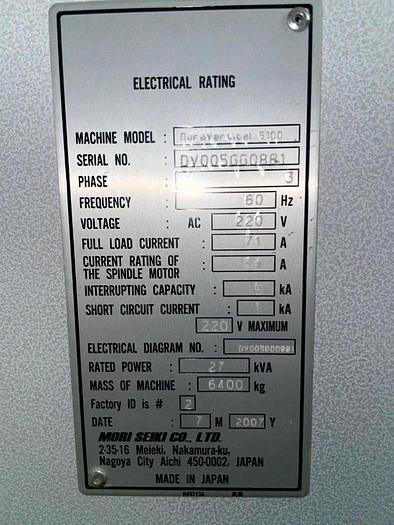 ELECTRICAL RATING
MACHINE MODEL : DuraVertical 5100
SERIAL NO. : DV005GG0881
PHASE : 3
FREQUENCY : 60 Hz
VOLTAGE : AC 220 V
FULL LOAD CURRENT : 71 A
CURRENT RATING OF
THE SPINDLE MOTOR : A
INTERRUPTING CAPACITY : 5 kA
SHORT CIRCUIT CURRENT : 1 kA
220 V MAXIMUM
ELECTRICAL DIAGRAM NO. :
RATED POWER : 27 kVA
MASS OF MACHINE : 6400 kg
Factory ID is # 2
DATE : 7 M 2007 Y
MORI SEIKI CO., LTD.
2-35-16 Meieki, Nakamura-ku,
Nagoya City Aichi 450-0002, JAPAN
MADE IN JAPAN